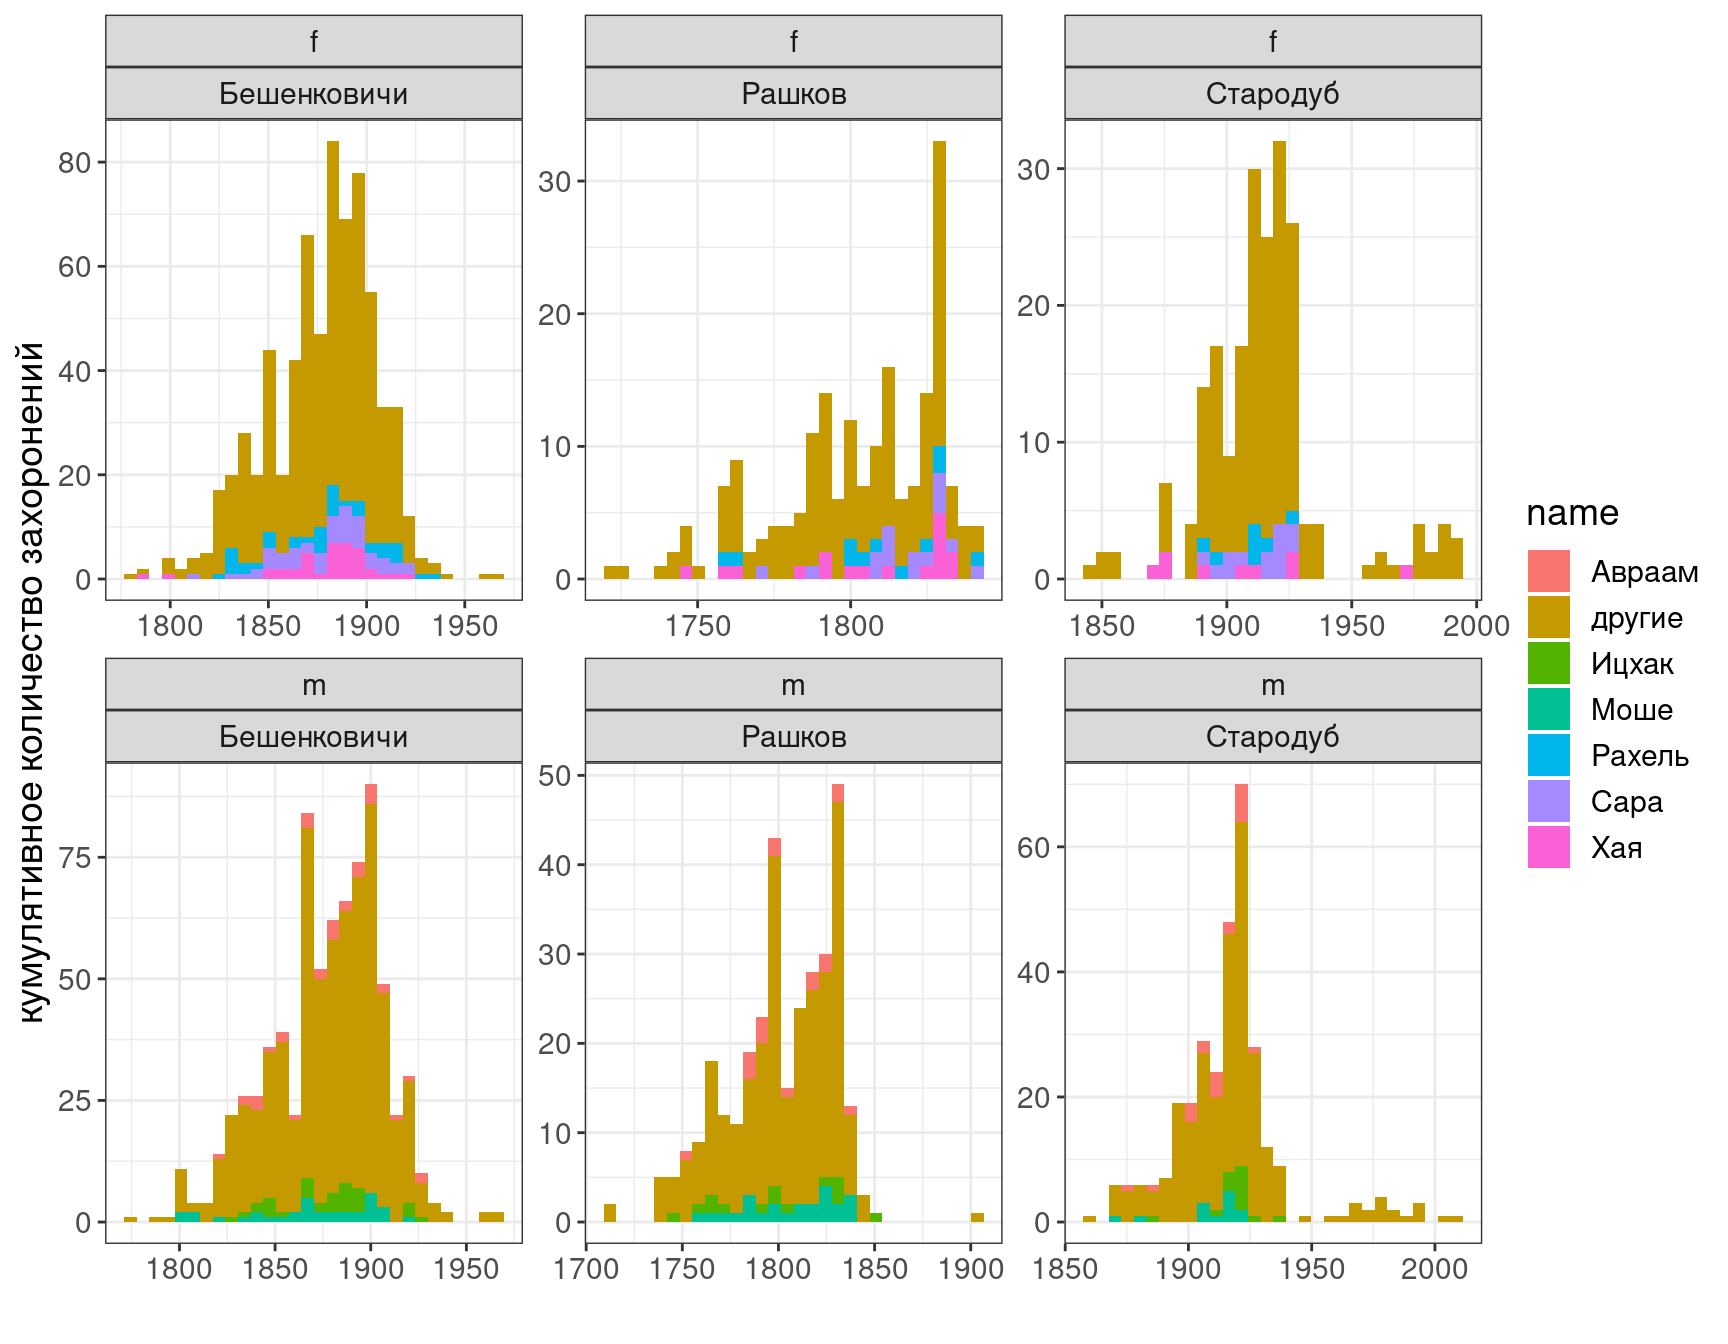 f
f
f
Бешенковичи
Рашков
Стародуб
80
60
40
20
0
1800
1850
1900
1950
30
20
10
0
1750
1800
30
20
10
0
1850
1900
1950
2000
кумулятивное количество захоронений
m
m
m
Бешенковичи
Рашков
Стародуб
75
50
25
0
1800
1850
1900
1950
50
40
30
20
10
0
1700
1750
1800
1850
1900
60
40
20
0
1850
1900
1950
2000
name
Авраам
другие
Ицхак
Моше
Рахель
Сара
Хая